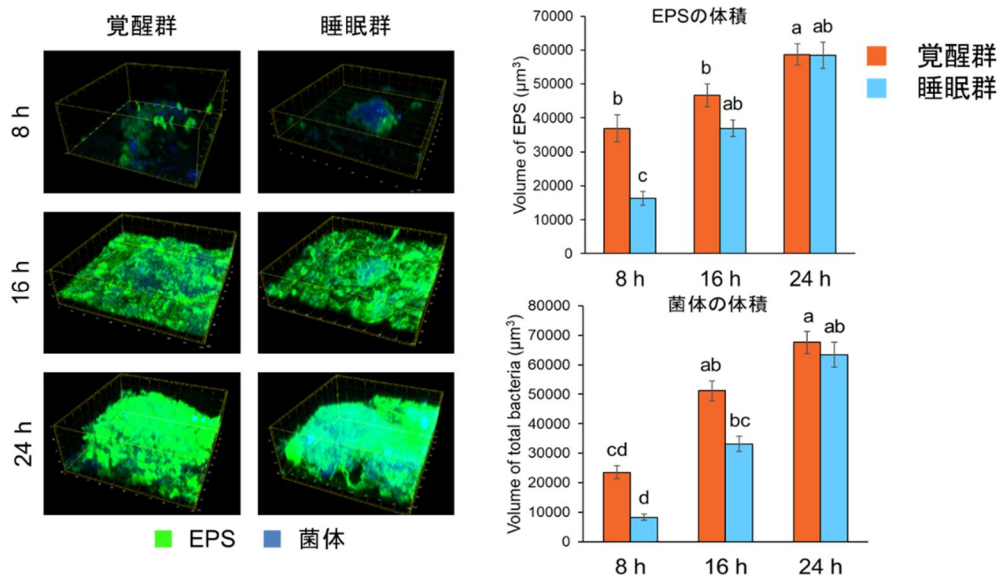 覚醒群
睡眠群
8 h
16 h
24 h
EPS
菌体
EPSの体積
Volume of EPS (μm³)
70000
60000
50000
40000
30000
20000
10000
0
b
c
b
ab
a
ab
8 h
16 h
24 h
覚醒群
睡眠群
菌体の体積
Volume of total bacteria (μm³)
80000
70000
60000
50000
40000
30000
20000
10000
0
cd
d
ab
bc
a
ab
8 h
16 h
24 h